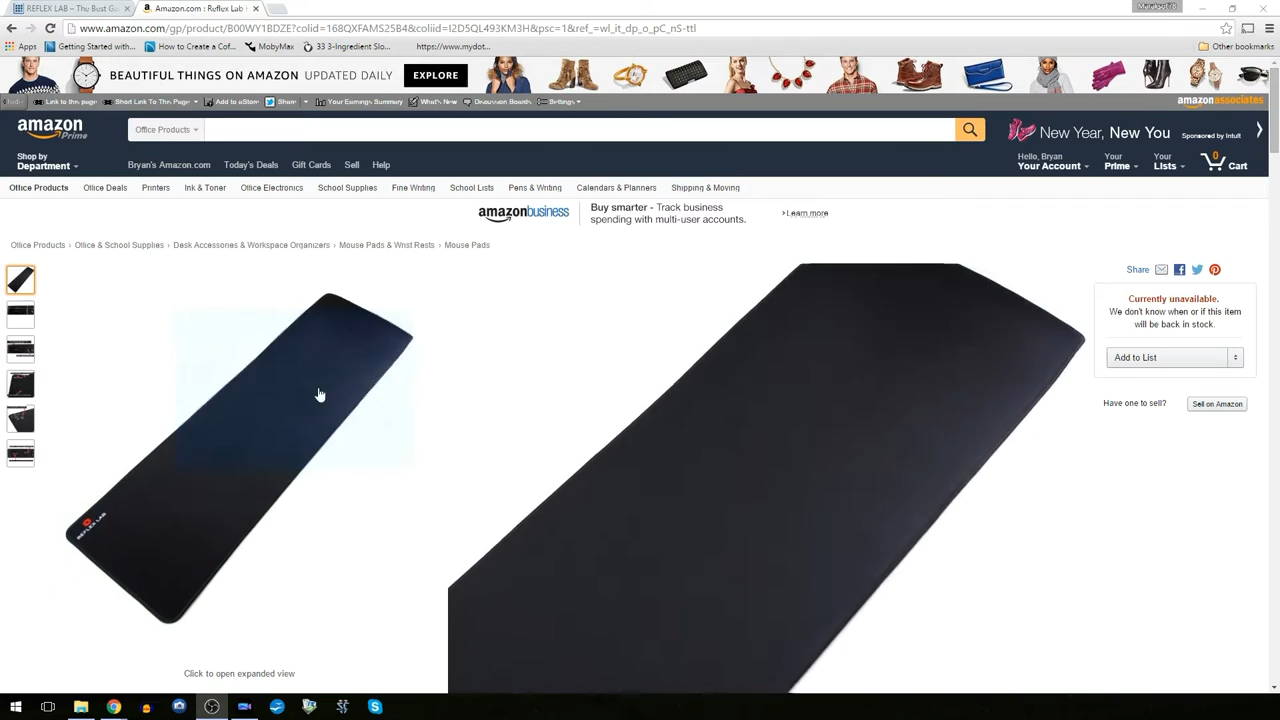 REFLEX LAB – The Best Ga
Amazon.com : Reflex Lab
Mareksoft78
www.amazon.com/gp/product/B00WY1BDZE?colid=168QXFAMS25B4&coliid=I2D5QL493KM3H&psc=1&ref_=wl_it_dp_o_pC_nS-ttl
Apps
Getting Started with...
How to Create a Cof...
MobyMax
33 3-Ingredient Slo...
https://www.mydot...
Other bookmarks
BEAUTIFUL THINGS ON AMAZON UPDATED DAILY
EXPLORE
Link to this page
Short Link To This Page
Add to aStore
Share
Your Earnings Summary
What's New
Discussion Boards
Settings
amazonassociates
amazon Prime
Office Products
New Year, New You
Sponsored by Intuit
Shop by
Department
Bryan's Amazon.com
Today's Deals
Gift Cards
Sell
Help
Hello, Bryan
Your Account
Your
Prime
Your
Lists
0
Cart
Office Products
Office Deals
Printers
Ink & Toner
Office Electronics
School Supplies
Fine Writing
School Lists
Pens & Writing
Calendars & Planners
Shipping & Moving
amazonbusiness
Buy smarter - Track business
spending with multi-user accounts.
› Learn more
Office Products › Office & School Supplies › Desk Accessories & Workspace Organizers › Mouse Pads & Wrist Rests › Mouse Pads
Share
Currently unavailable.
We don't know when or if this item
will be back in stock.
Add to List
Have one to sell?
Sell on Amazon
REFLEX LAB
Click to open expanded view